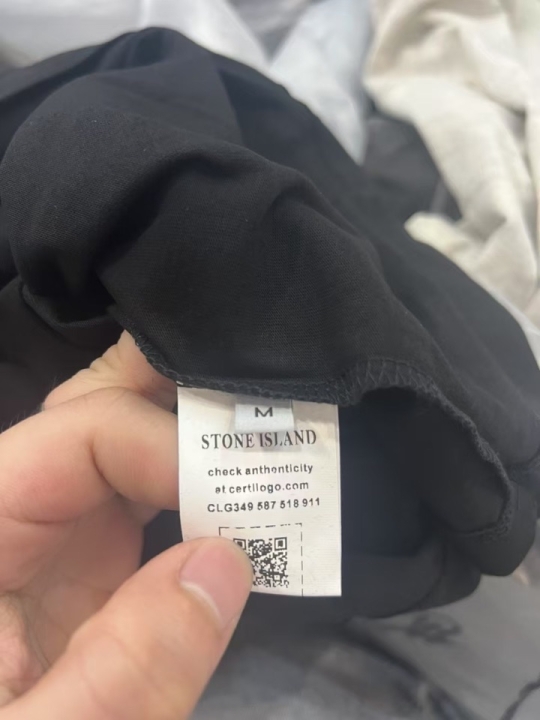 M
STONE ISLAND
check anthenticity
at certilogo.com
CLG349 587 518 911